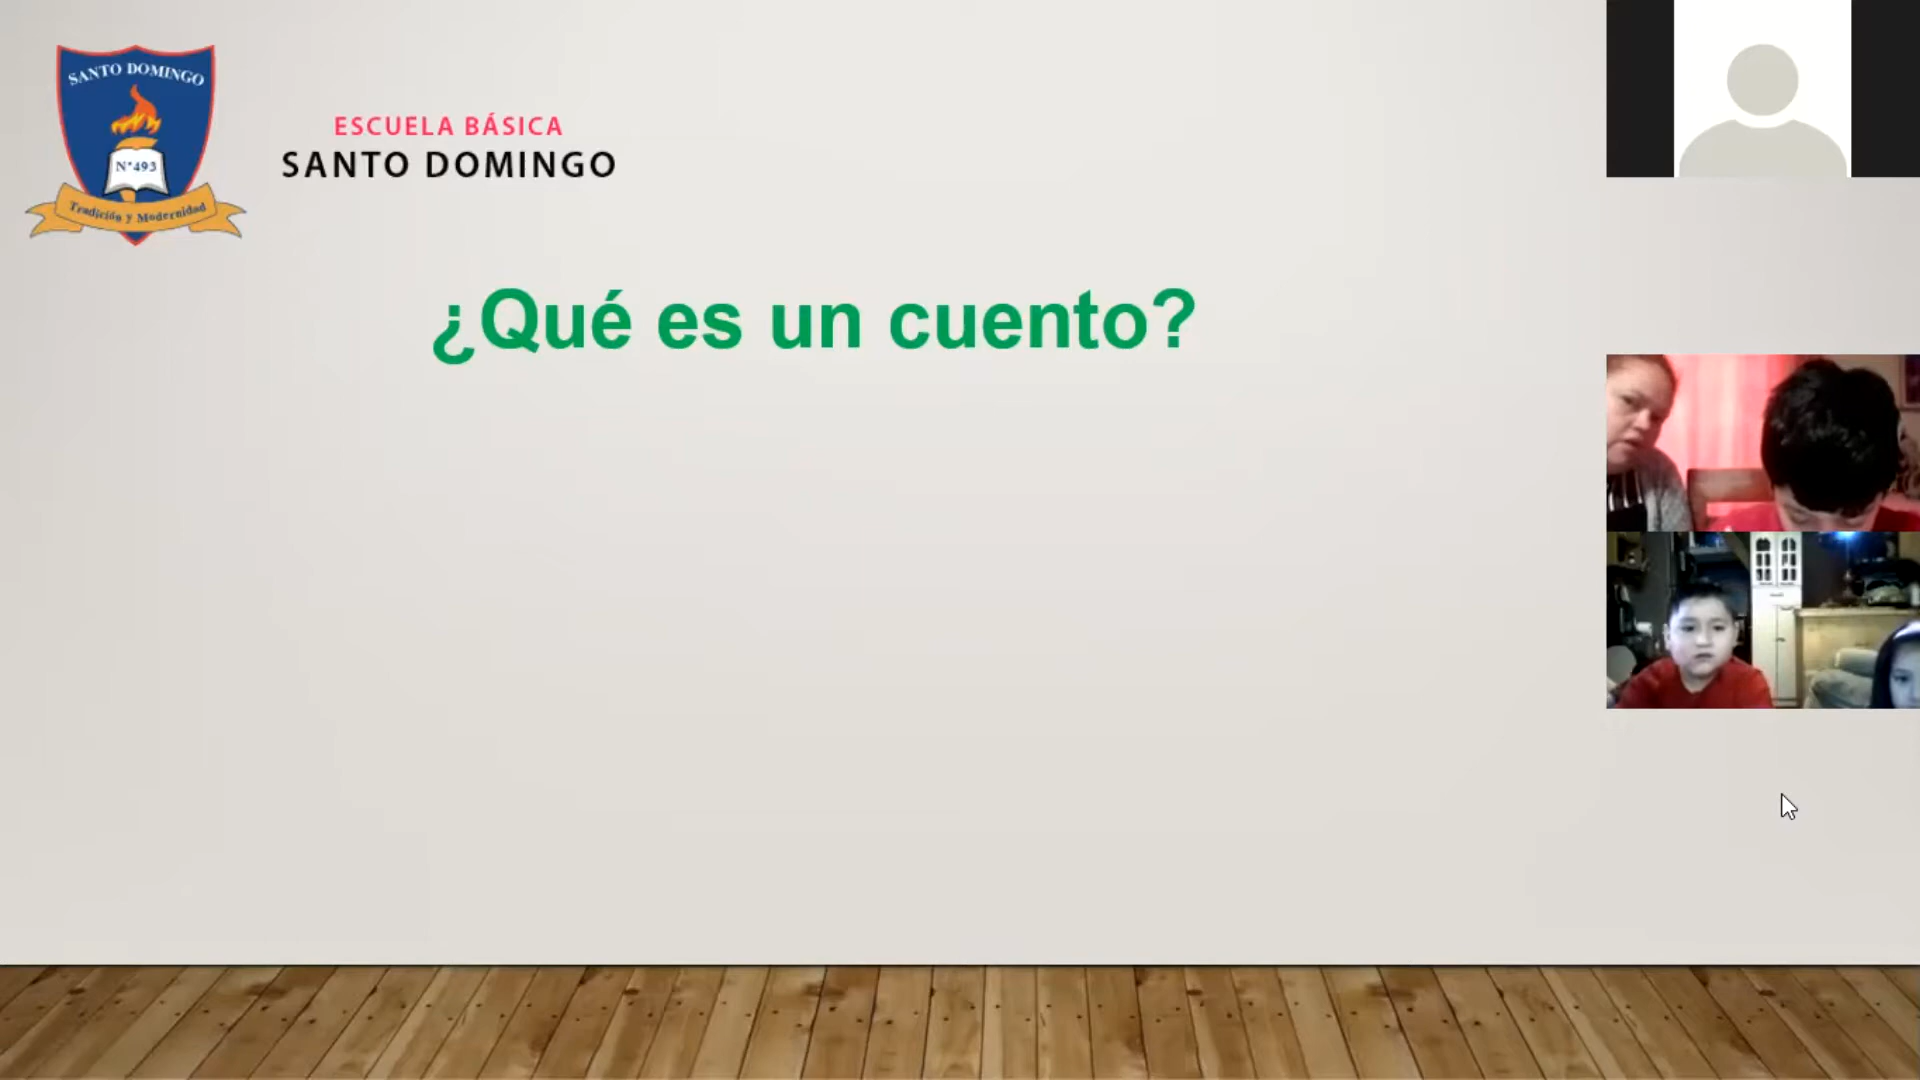 SANTO DOMINGO
N°493
Tradición y Modernidad
ESCUELA BÁSICA
SANTO DOMINGO
¿Qué es un cuento?